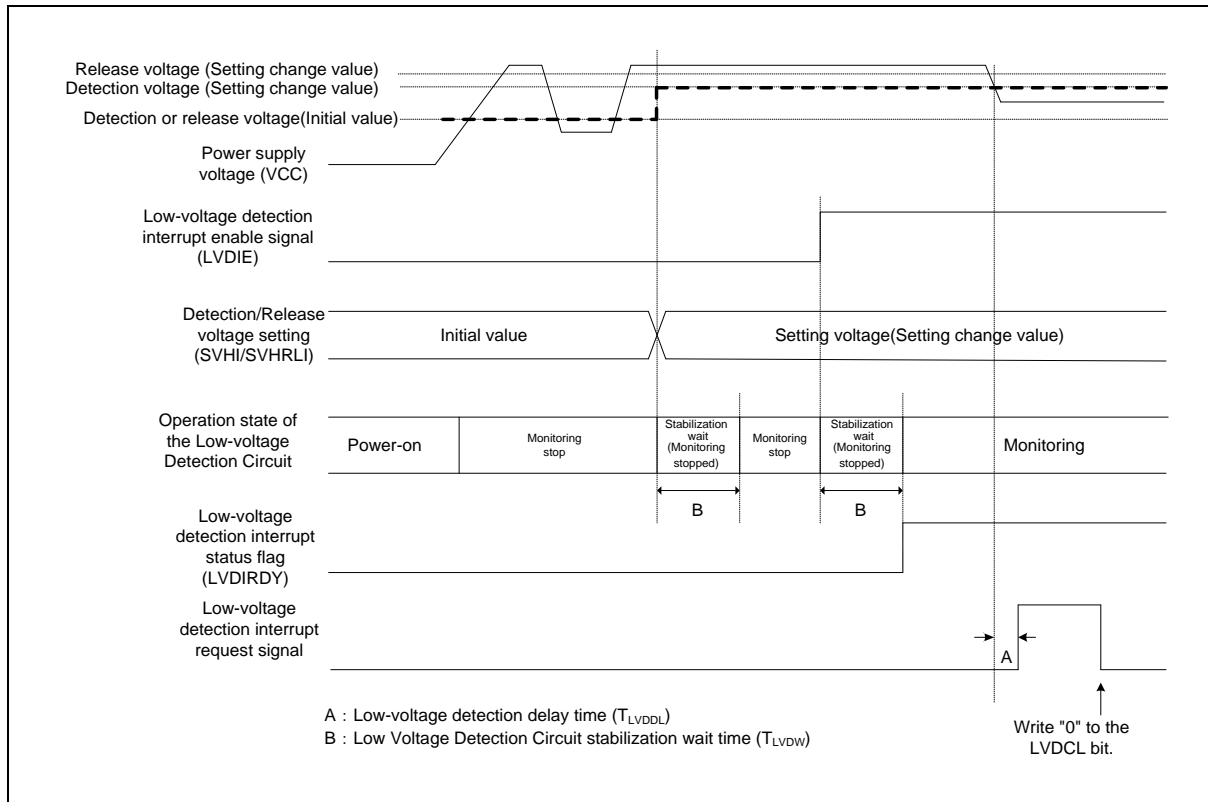 Release voltage (Setting change value)
Detection voltage (Setting change value)
Detection or release voltage(Initial value)
Power supply
voltage (VCC)
Low-voltage detection
interrupt enable signal
(LVDIE)
Detection/Release
voltage setting
(SVHI/SVHRLI)
Initial value
Setting voltage(Setting change value)
Operation state of
the Low-voltage
Detection Circuit
Power-on
Monitoring
stop
Stabilization
wait
(Monitoring
stopped)
Monitoring
stop
Stabilization
wait
(Monitoring
stopped)
Monitoring
B
B
Low-voltage
detection interrupt
status flag
(LVDIRDY)
Low-voltage
detection interrupt
request signal
A
A : Low-voltage detection delay time (TLVDDL)
B : Low Voltage Detection Circuit stabilization wait time (TLVDW)
Write "0" to the
LVDCL bit.